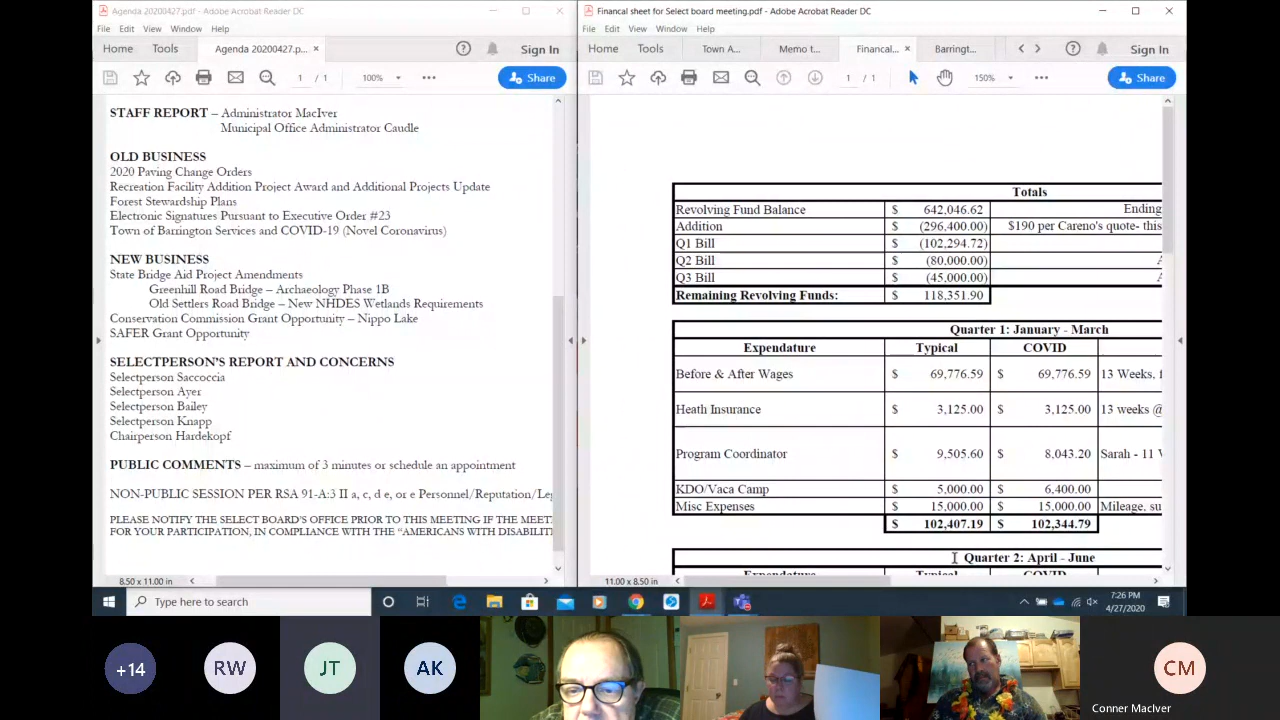 Agenda 20200427.pdf - Adobe Acrobat Reader DC
File Edit View Window Help
Home Tools Agenda 20200427.p... × Sign In
1 / 1 100% Share
STAFF REPORT – Administrator MacIver
Municipal Office Administrator Caudle
OLD BUSINESS
2020 Paving Change Orders
Recreation Facility Addition Project Award and Additional Projects Update
Forest Stewardship Plans
Electronic Signatures Pursuant to Executive Order #23
Town of Barrington Services and COVID-19 (Novel Coronavirus)
NEW BUSINESS
State Bridge Aid Project Amendments
Greenhill Road Bridge – Archaeology Phase 1B
Old Settlers Road Bridge – New NHDES Wetlands Requirements
Conservation Commission Grant Opportunity – Nippo Lake
SAFER Grant Opportunity
SELECTPERSON'S REPORT AND CONCERNS
Selectperson Saccoccia
Selectperson Ayer
Selectperson Bailey
Selectperson Knapp
Chairperson Hardekopf
PUBLIC COMMENTS – maximum of 3 minutes or schedule an appointment
NON-PUBLIC SESSION PER RSA 91-A:3 II a, c, d e, or e Personnel/Reputation/Leg
PLEASE NOTIFY THE SELECT BOARD'S OFFICE PRIOR TO THIS MEETING IF THE MEET
FOR YOUR PARTICIPATION, IN COMPLIANCE WITH THE "AMERICANS WITH DISABILIT
8.50 x 11.00 in
Financal sheet for Select board meeting.pdf - Adobe Acrobat Reader DC
File Edit View Window Help
Home Tools Town A... Memo t... Financal... × Barringt... Sign In
1 / 1 150% Share
Totals
Revolving Fund Balance $ 642,046.62 Ending
Addition $ (296,400.00) $190 per Careno's quote- this
Q1 Bill $ (102,294.72)
Q2 Bill $ (80,000.00)
Q3 Bill $ (45,000.00)
Remaining Revolving Funds: $ 118,351.90
Quarter 1: January - March
Expendature Typical COVID
Before & After Wages $ 69,776.59 $ 69,776.59 13 Weeks,
Heath Insurance $ 3,125.00 $ 3,125.00 13 weeks @
Program Coordinator $ 9,505.60 $ 8,043.20 Sarah - 11
KDO/Vaca Camp $ 5,000.00 $ 6,400.00
Misc Expenses $ 15,000.00 $ 15,000.00 Mileage, su
$ 102,407.19 $ 102,344.79
Quarter 2: April - June
Expendature Typical COVID
11.00 x 8.50 in
Type here to search
7:26 PM
4/27/2020
+14 RW JT AK CM
Conner MacIver